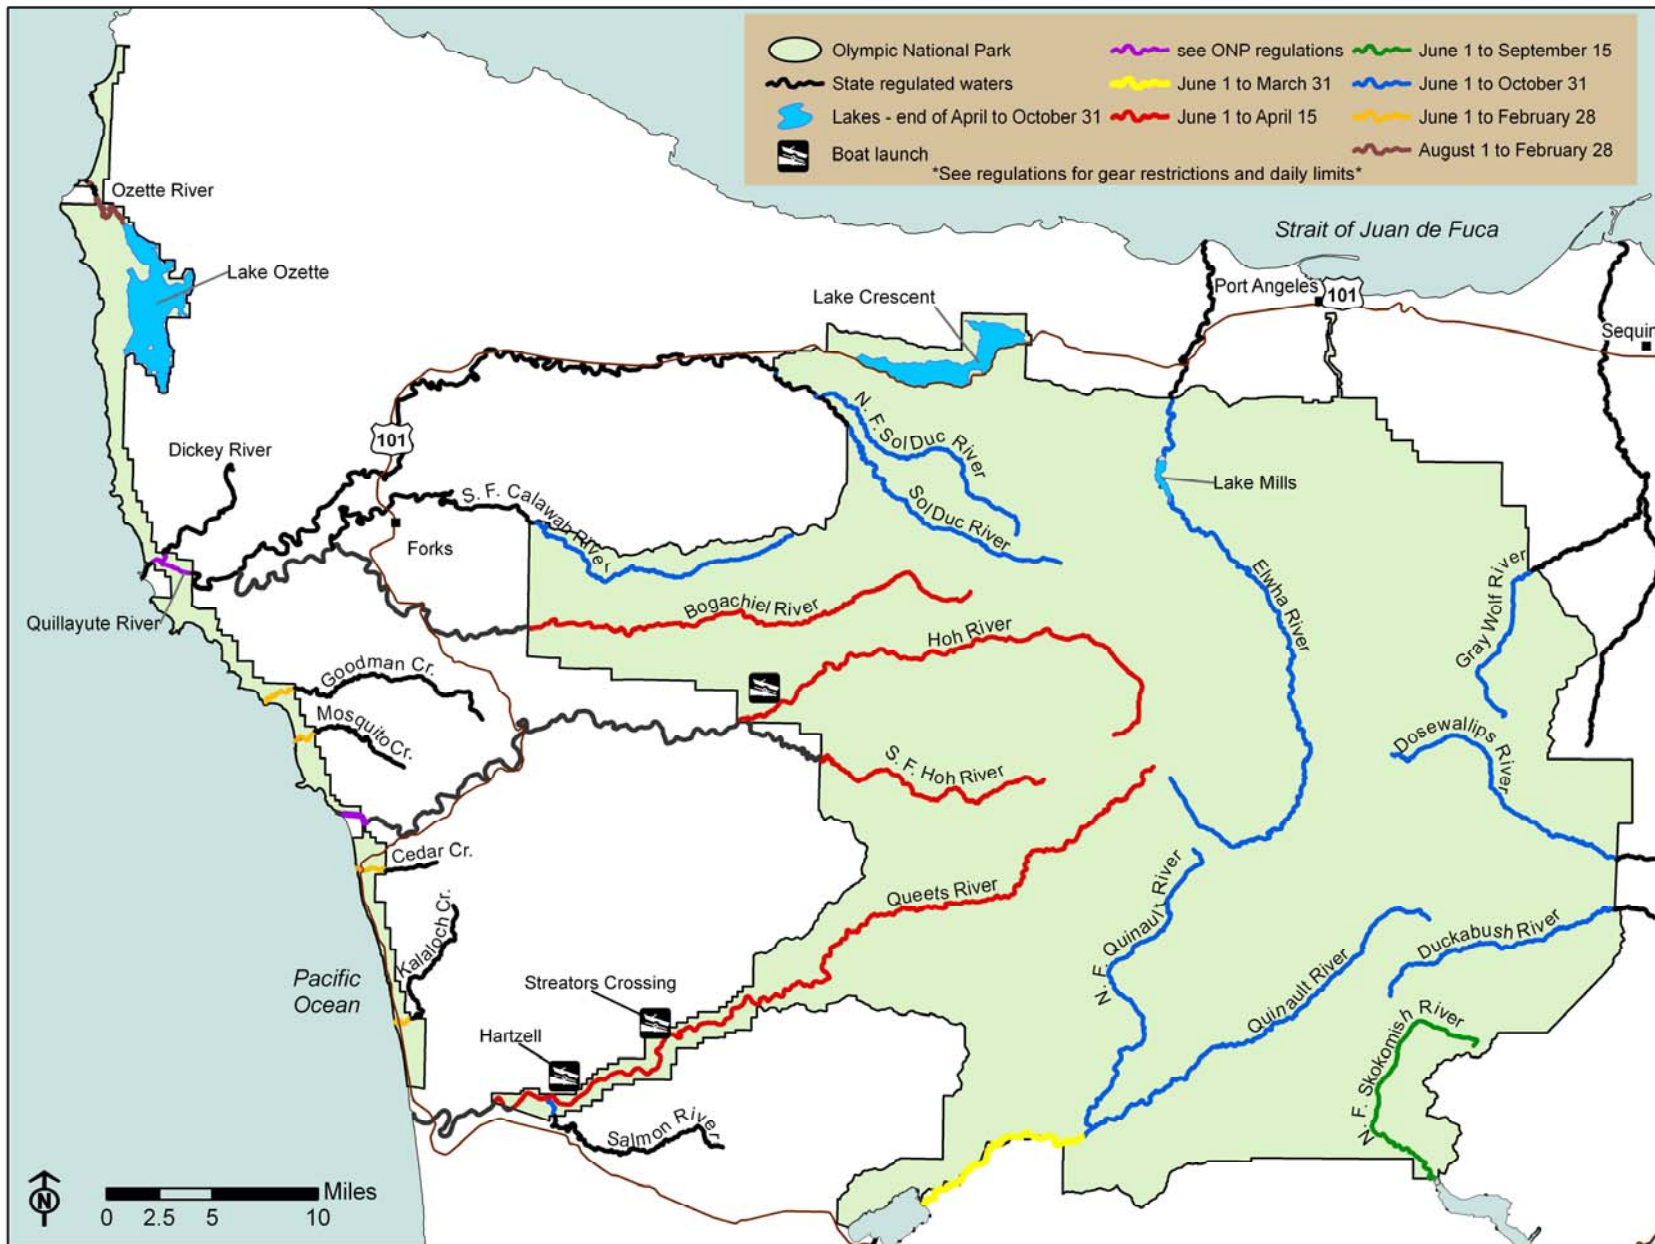 Olympic National Park
State regulated waters
Lakes - end of April to October 31
Boat launch
see ONP regulations
June 1 to March 31
June 1 to April 15
June 1 to September 15
June 1 to October 31
June 1 to February 28
August 1 to February 28
*See regulations for gear restrictions and daily limits*
Strait of Juan de Fuca
Ozette River
Lake Ozette
Lake Crescent
Port Angeles
101
Sequim
N. F. SolDuc River
101
Dickey River
S. F. Calawah River
SolDuc River
Lake Mills
Forks
Elwha River
Gray Wolf River
Quillayute River
Bogachiel River
Hoh River
Goodman Cr.
Mosquito Cr.
S. F. Hoh River
Dosewallips River
Cedar Cr.
Queets River
N. F. Quinault River
Kalaloch Cr.
Duckabush River
Quinault River
Pacific
Ocean
Streators Crossing
Hartzell
N. F. Skokomish River
Salmon River
N
Miles
0 2.5 5 10